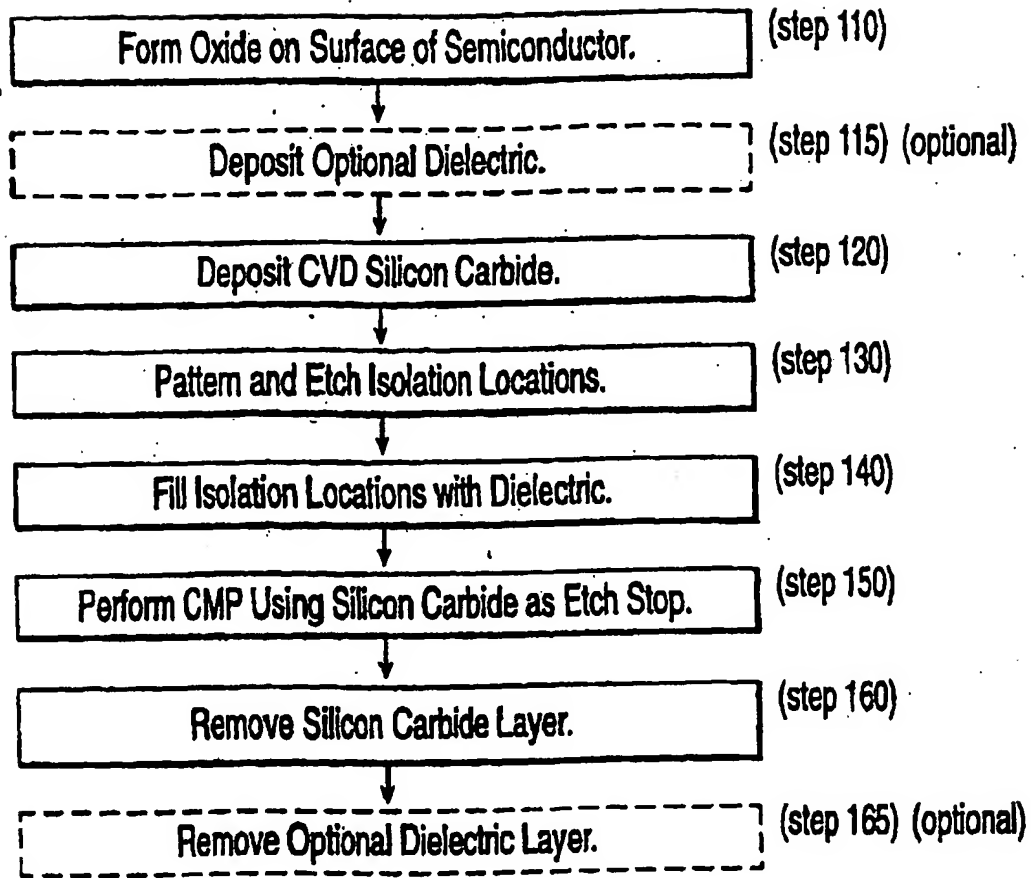 Form Oxide on Surface of Semiconductor. (step 110)
Deposit Optional Dielectric. (step 115) (optional)
Deposit CVD Silicon Carbide. (step 120)
Pattern and Etch Isolation Locations. (step 130)
Fill Isolation Locations with Dielectric. (step 140)
Perform CMP Using Silicon Carbide as Etch Stop. (step 150)
Remove Silicon Carbide Layer. (step 160)
Remove Optional Dielectric Layer. (step 165) (optional)